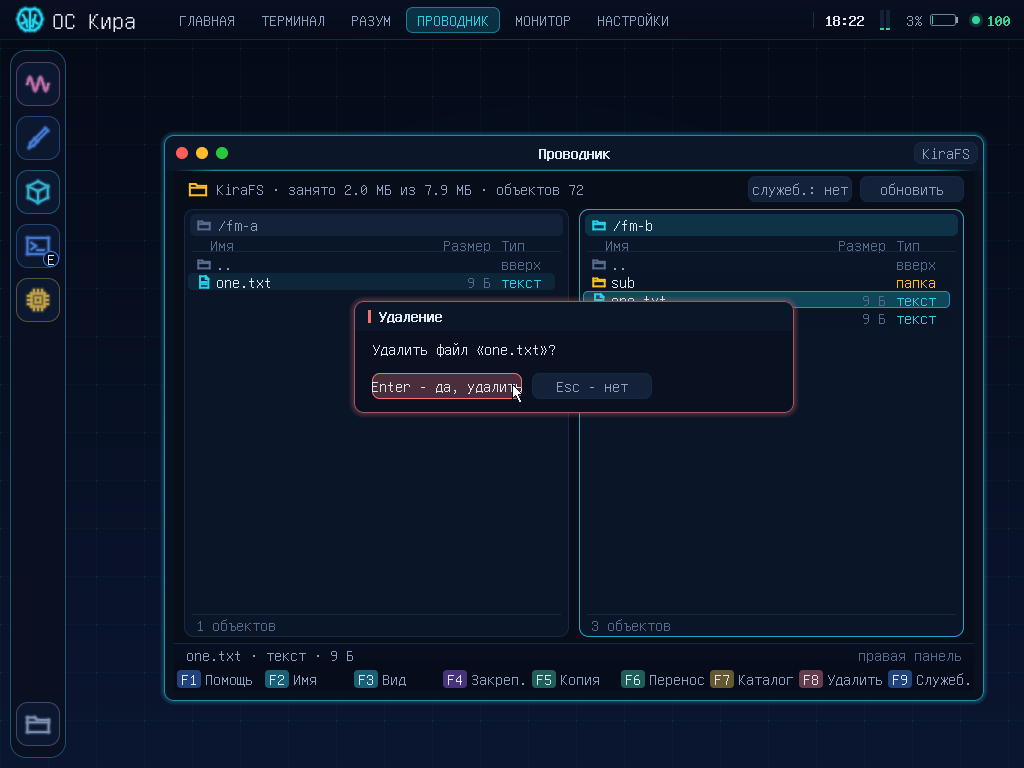 ОС Кира ГЛАВНАЯ ТЕРМИНАЛ РАЗУМ ПРОВОДНИК МОНИТОР НАСТРОЙКИ 18:22 3% 100
E
Проводник KiraFS
KiraFS · занято 2.0 МБ из 7.9 МБ · объектов 72 служеб.: нет обновить
/fm-a
Имя Размер Тип
.. вверх
one.txt 9 Б текст
1 объектов
/fm-b
Имя Размер Тип
.. вверх
sub папка
one.txt 9 Б текст
9 Б текст
3 объектов
Удаление
Удалить файл «one.txt»?
Enter - да, удалить Esc - нет
one.txt · текст · 9 Б правая панель
F1 Помощь F2 Имя F3 Вид F4 Закреп. F5 Копия F6 Перенос F7 Каталог F8 Удалить F9 Служеб.